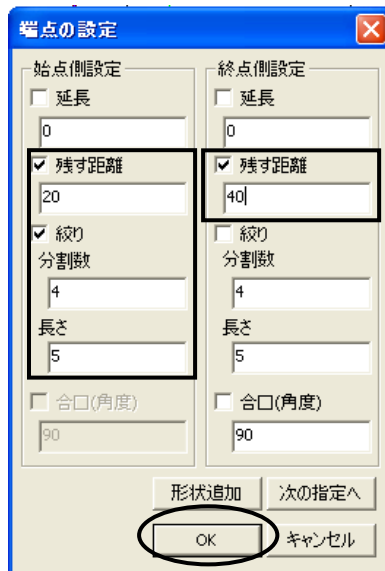 端点の設定
始点側設定
延長
0
残す距離
20
絞り
分割数
4
長さ
5
合口(角度)
90
終点側設定
延長
0
残す距離
40
絞り
分割数
4
長さ
5
合口(角度)
90
形状追加
次の指定へ
OK
キャンセル